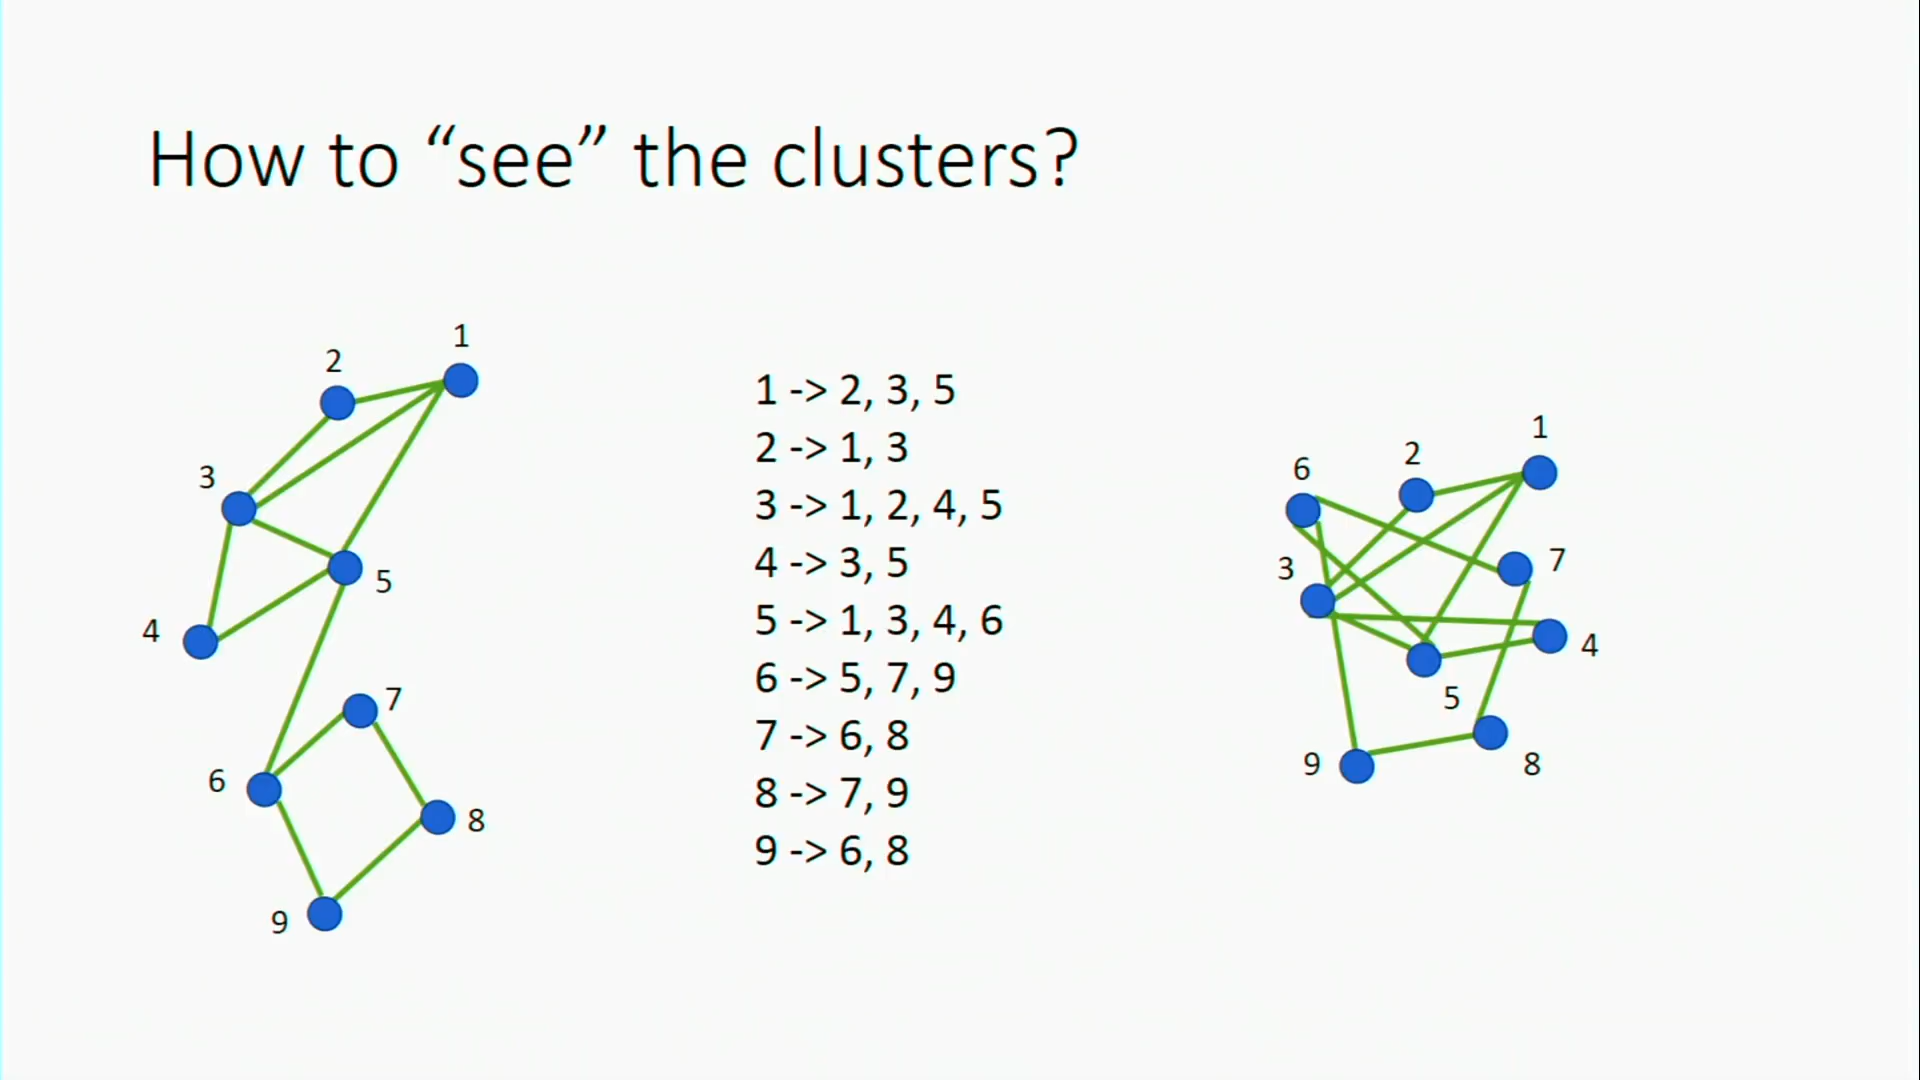 How to “see” the clusters?
1
2
3
5
4
7
6
8
9
1 -> 2, 3, 5
2 -> 1, 3
3 -> 1, 2, 4, 5
4 -> 3, 5
5 -> 1, 3, 4, 6
6 -> 5, 7, 9
7 -> 6, 8
8 -> 7, 9
9 -> 6, 8
1
2
6
7
3
4
5
9
8